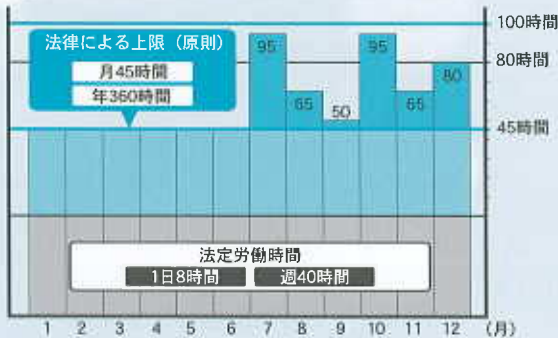 100時間
法律による上限（原則）
月45時間
年360時間
95
65
50
95
65
80
80時間
45時間
法定労働時間
1日8時間
週40時間
1 2 3 4 5 6 7 8 9 10 11 12 (月)